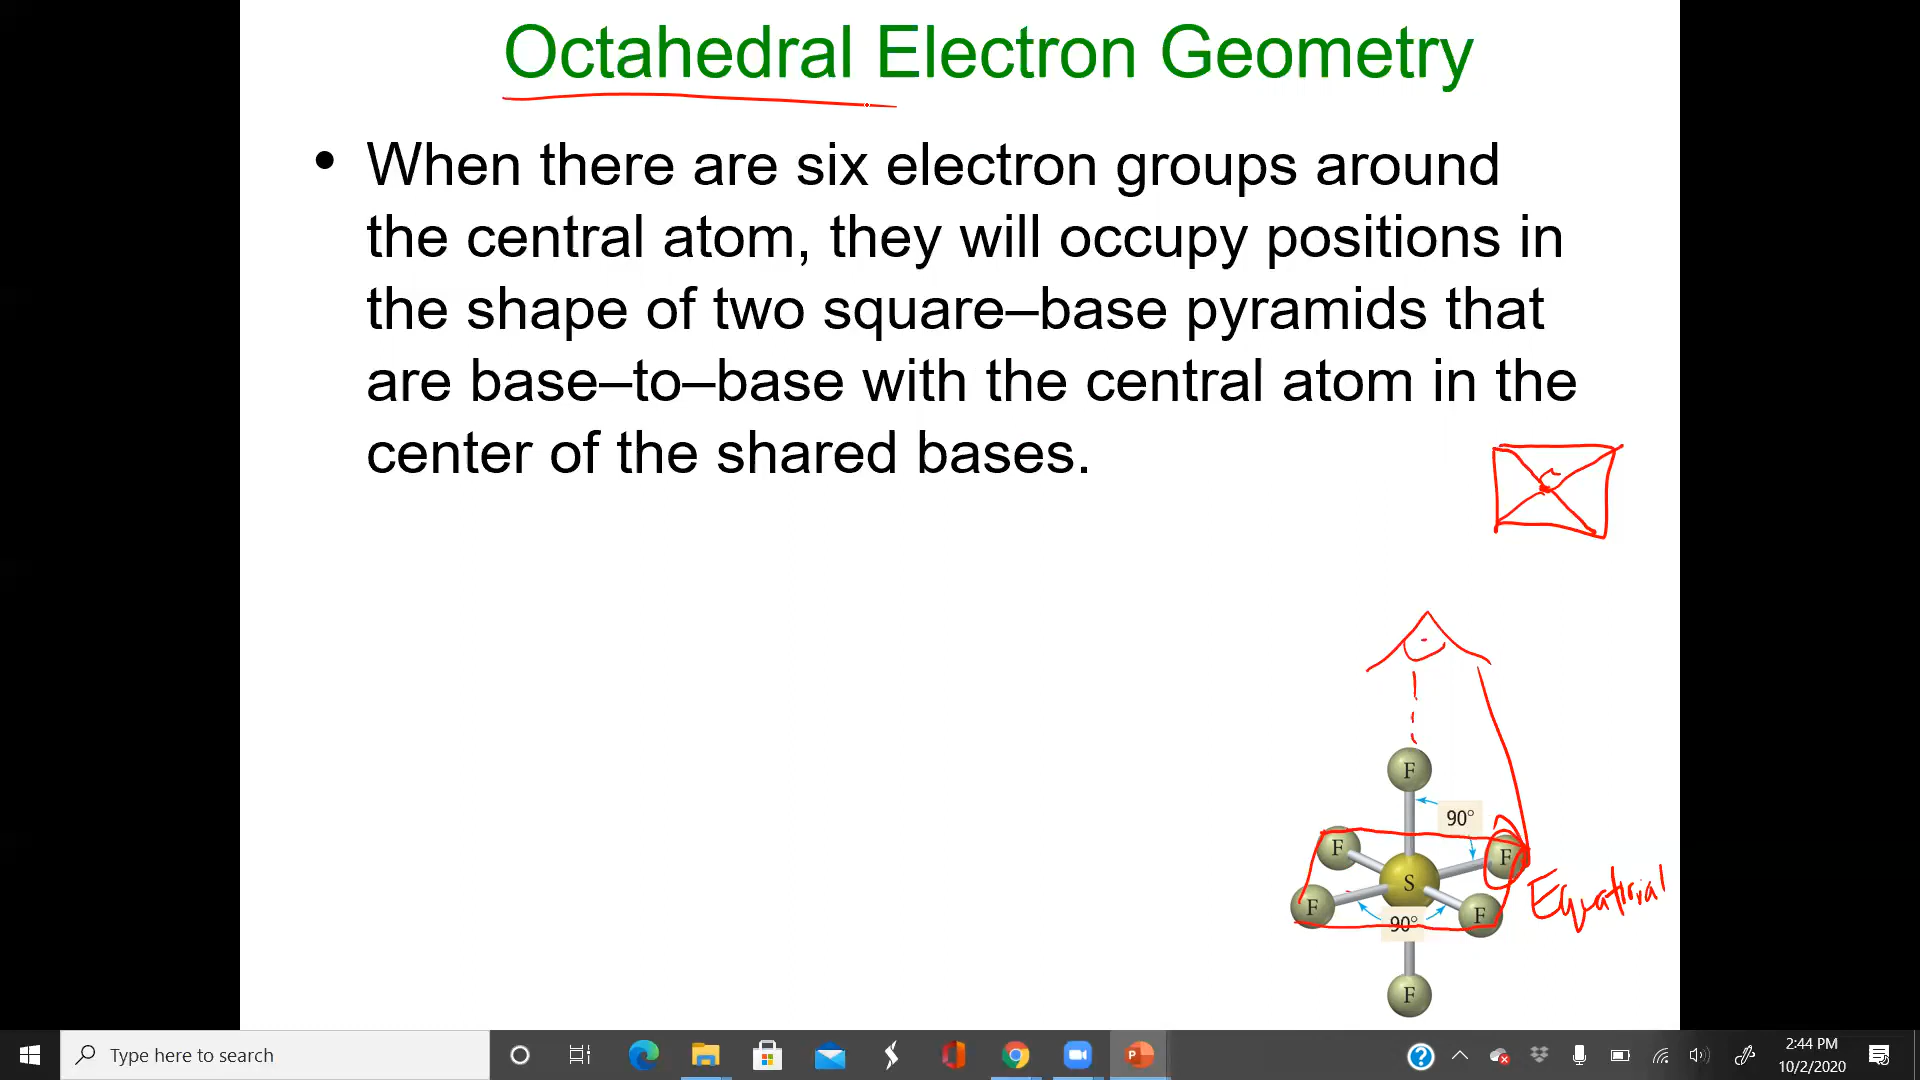 Octahedral Electron Geometry
• When there are six electron groups around
the central atom, they will occupy positions in
the shape of two square–base pyramids that
are base–to–base with the central atom in the
center of the shared bases.
F
90°
F
F
S
F
F
90°
F
Equatorial
Type here to search
2:44 PM
10/2/2020